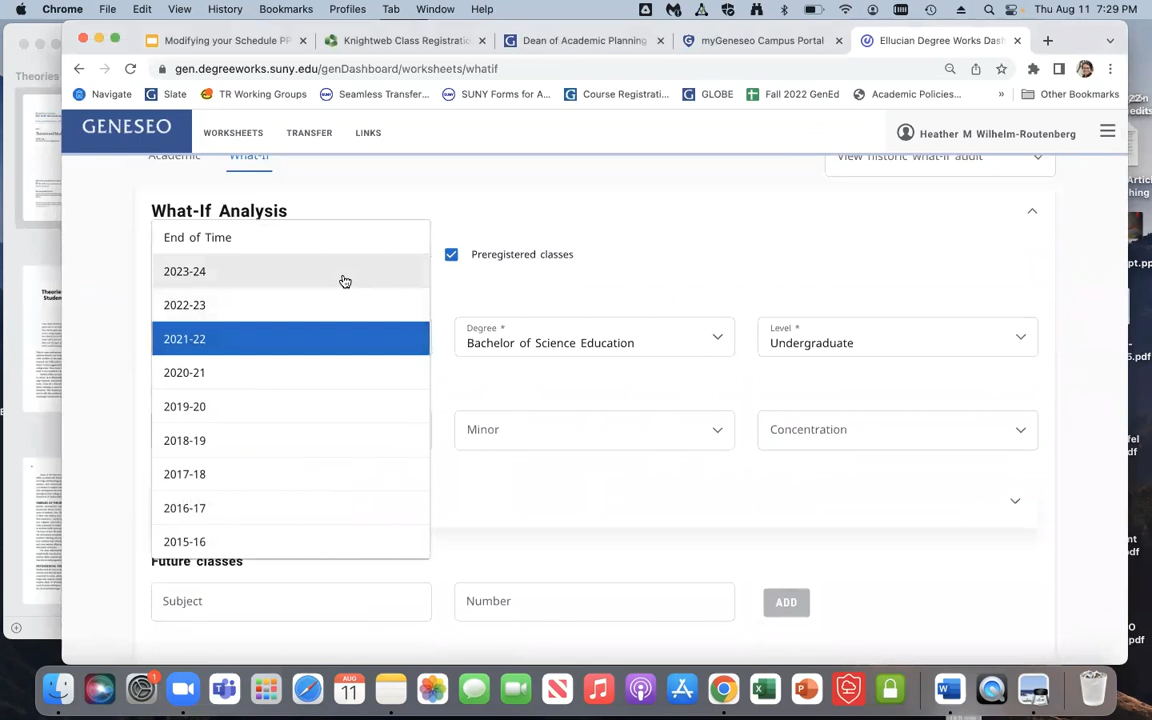 Chrome File Edit View History Bookmarks Profiles Tab Window Help
Thu Aug 11 7:29 PM
Theories
Modifying your Schedule PP
Knightweb Class Registratio
Dean of Academic Planning
myGeneseo Campus Portal
Ellucian Degree Works Das
gen.degreeworks.suny.edu/genDashboard/worksheets/whatif
Navigate
Slate
TR Working Groups
Seamless Transfer...
SUNY Forms for A...
Course Registrati...
GLOBE
Fall 2022 GenEd
Academic Policies...
»
Other Bookmarks
GENESEO
WORKSHEETS
TRANSFER
LINKS
Heather M Wilhelm-Routenberg
Academic
What-If
View historic what-if audit
What-If Analysis
End of Time
Preregistered classes
2023-24
2022-23
2021-22
Degree *
Bachelor of Science Education
Level *
Undergraduate
2020-21
2019-20
2018-19
Minor
Concentration
2017-18
2016-17
2015-16
Future classes
Subject
Number
ADD
AUG
11